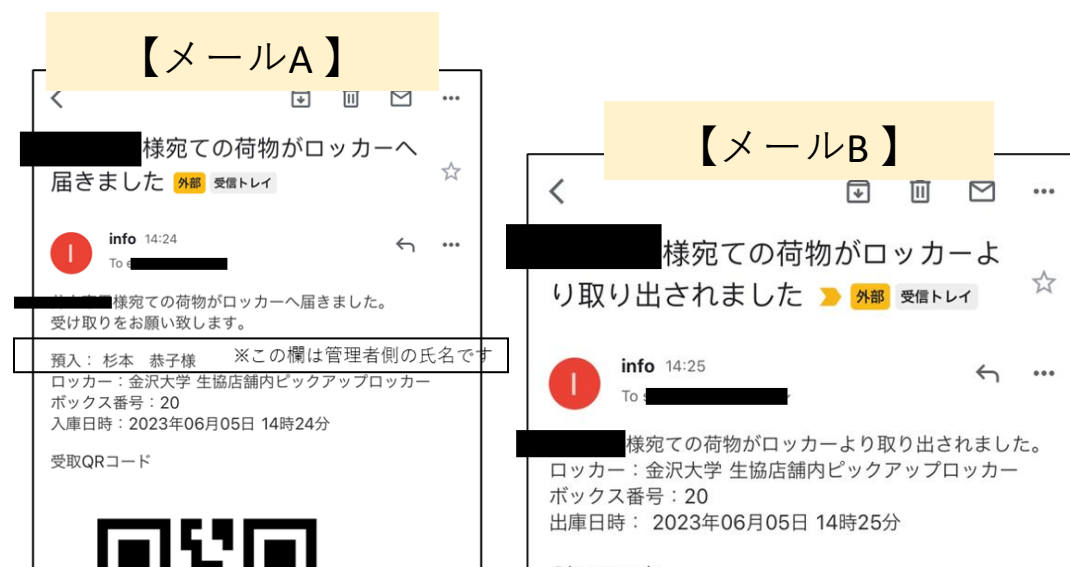 【メールA】
様宛ての荷物がロッカーへ
届きました 外部 受信トレイ
I
info 14:24
To
様宛ての荷物がロッカーへ届きました。
受け取りをお願い致します。
預入： 杉本　恭子様 ※この欄は管理者側の氏名です
ロッカー：金沢大学 生協店舗内ピックアップロッカー
ボックス番号：20
入庫日時：2023年06月05日 14時24分
受取QRコード
【メールB】
様宛ての荷物がロッカーよ
り取り出されました 外部 受信トレイ
I
info 14:25
To
様宛ての荷物がロッカーより取り出されました。
ロッカー：金沢大学 生協店舗内ピックアップロッカー
ボックス番号：20
出庫日時： 2023年06月05日 14時25分